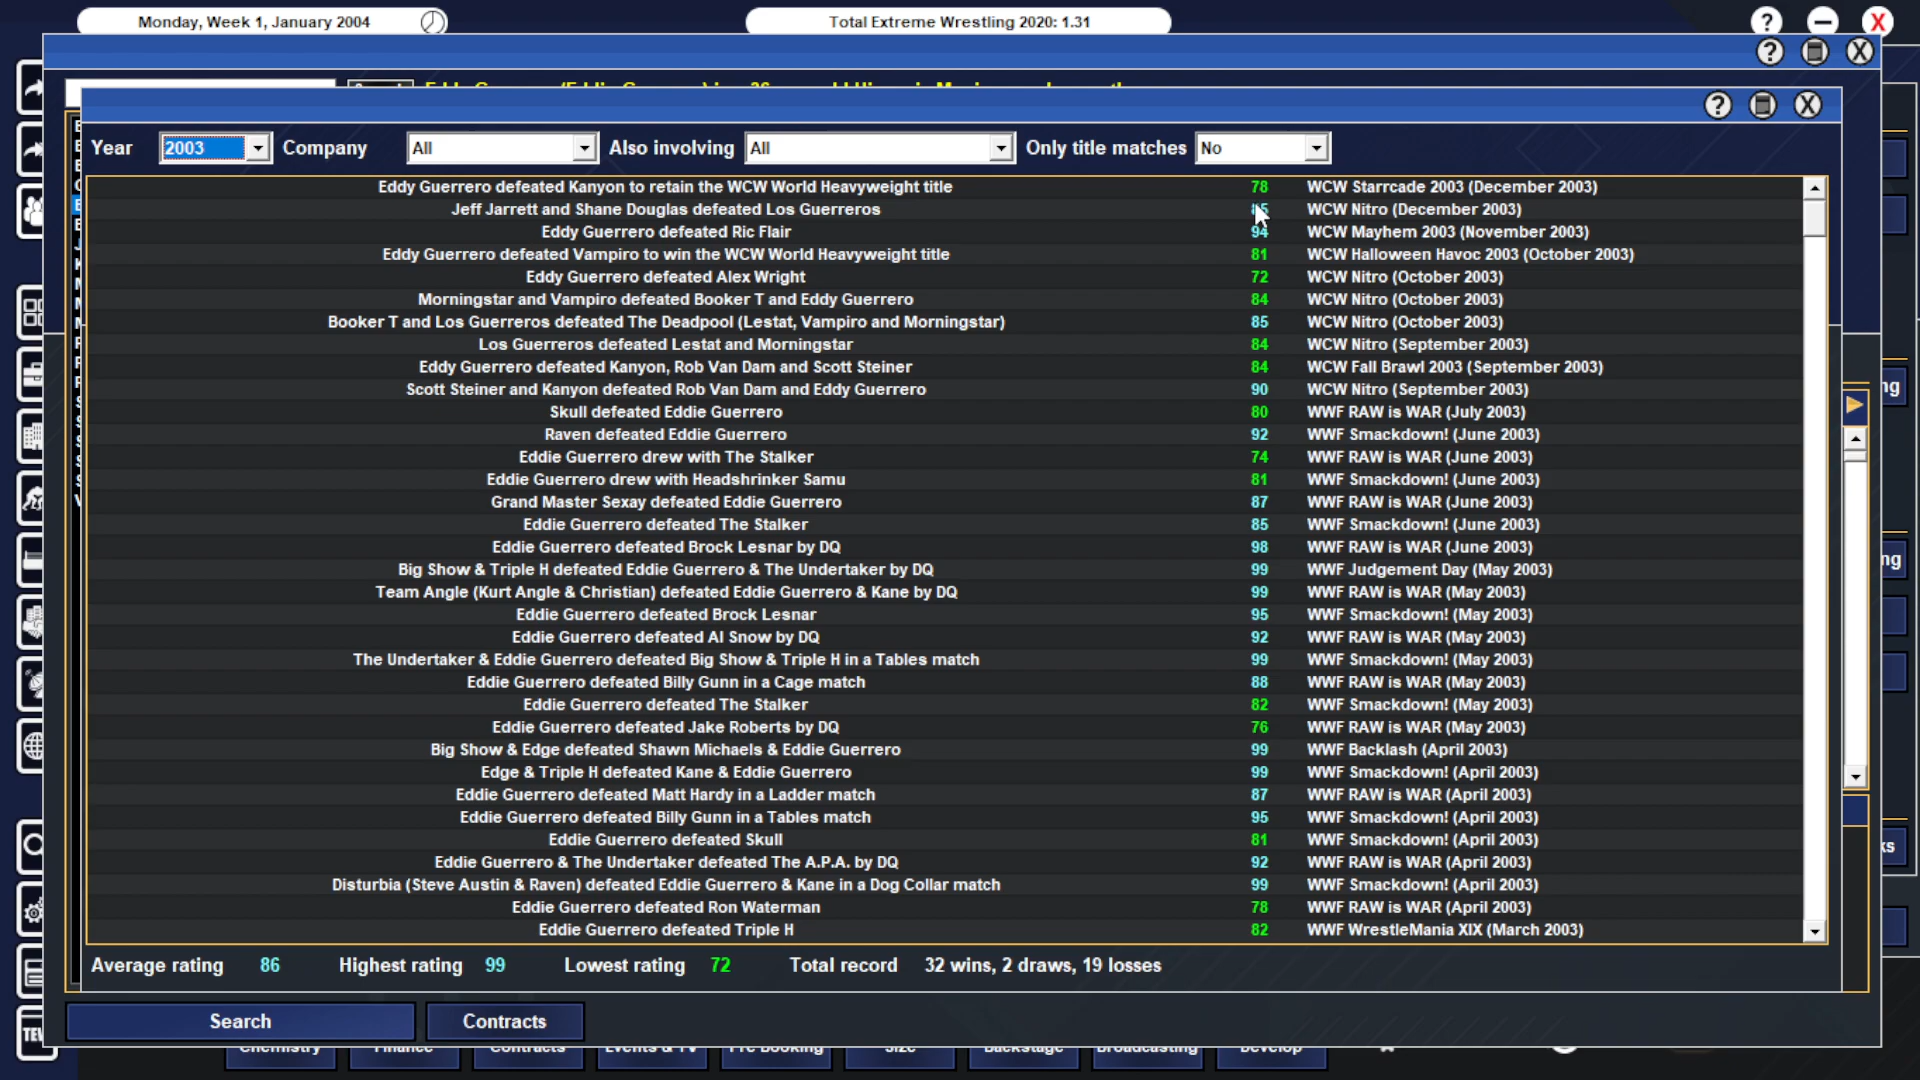 Monday, Week 1, January 2004
Total Extreme Wrestling 2020: 1.31
Year 2003 Company All Also involving All Only title matches No
Eddy Guerrero defeated Kanyon to retain the WCW World Heavyweight title 78 WCW Starrcade 2003 (December 2003)
Jeff Jarrett and Shane Douglas defeated Los Guerreros WCW Nitro (December 2003)
Eddy Guerrero defeated Ric Flair 94 WCW Mayhem 2003 (November 2003)
Eddy Guerrero defeated Vampiro to win the WCW World Heavyweight title 81 WCW Halloween Havoc 2003 (October 2003)
Eddy Guerrero defeated Alex Wright 72 WCW Nitro (October 2003)
Morningstar and Vampiro defeated Booker T and Eddy Guerrero 84 WCW Nitro (October 2003)
Booker T and Los Guerreros defeated The Deadpool (Lestat, Vampiro and Morningstar) 85 WCW Nitro (October 2003)
Los Guerreros defeated Lestat and Morningstar 84 WCW Nitro (September 2003)
Eddy Guerrero defeated Kanyon, Rob Van Dam and Scott Steiner 84 WCW Fall Brawl 2003 (September 2003)
Scott Steiner and Kanyon defeated Rob Van Dam and Eddy Guerrero 90 WCW Nitro (September 2003)
Skull defeated Eddie Guerrero 80 WWF RAW is WAR (July 2003)
Raven defeated Eddie Guerrero 92 WWF Smackdown! (June 2003)
Eddie Guerrero drew with The Stalker 74 WWF RAW is WAR (June 2003)
Eddie Guerrero drew with Headshrinker Samu 81 WWF Smackdown! (June 2003)
Grand Master Sexay defeated Eddie Guerrero 87 WWF RAW is WAR (June 2003)
Eddie Guerrero defeated The Stalker 85 WWF Smackdown! (June 2003)
Eddie Guerrero defeated Brock Lesnar by DQ 98 WWF RAW is WAR (June 2003)
Big Show & Triple H defeated Eddie Guerrero & The Undertaker by DQ 99 WWF Judgement Day (May 2003)
Team Angle (Kurt Angle & Christian) defeated Eddie Guerrero & Kane by DQ 99 WWF RAW is WAR (May 2003)
Eddie Guerrero defeated Brock Lesnar 95 WWF Smackdown! (May 2003)
Eddie Guerrero defeated Al Snow by DQ 92 WWF RAW is WAR (May 2003)
The Undertaker & Eddie Guerrero defeated Big Show & Triple H in a Tables match 99 WWF Smackdown! (May 2003)
Eddie Guerrero defeated Billy Gunn in a Cage match 88 WWF RAW is WAR (May 2003)
Eddie Guerrero defeated The Stalker 82 WWF Smackdown! (May 2003)
Eddie Guerrero defeated Jake Roberts by DQ 76 WWF RAW is WAR (May 2003)
Big Show & Edge defeated Shawn Michaels & Eddie Guerrero 99 WWF Backlash (April 2003)
Edge & Triple H defeated Kane & Eddie Guerrero 99 WWF Smackdown! (April 2003)
Eddie Guerrero defeated Matt Hardy in a Ladder match 87 WWF RAW is WAR (April 2003)
Eddie Guerrero defeated Billy Gunn in a Tables match 95 WWF Smackdown! (April 2003)
Eddie Guerrero defeated Skull 81 WWF Smackdown! (April 2003)
Eddie Guerrero & The Undertaker defeated The A.P.A. by DQ 92 WWF RAW is WAR (April 2003)
Disturbia (Steve Austin & Raven) defeated Eddie Guerrero & Kane in a Dog Collar match 99 WWF Smackdown! (April 2003)
Eddie Guerrero defeated Ron Waterman 78 WWF RAW is WAR (April 2003)
Eddie Guerrero defeated Triple H 82 WWF WrestleMania XIX (March 2003)
Average rating 86 Highest rating 99 Lowest rating 72 Total record 32 wins, 2 draws, 19 losses
Search Contracts
Chemistry Finance Contracts Events & TV Pre Booking Size Backstage Broadcasting Develop